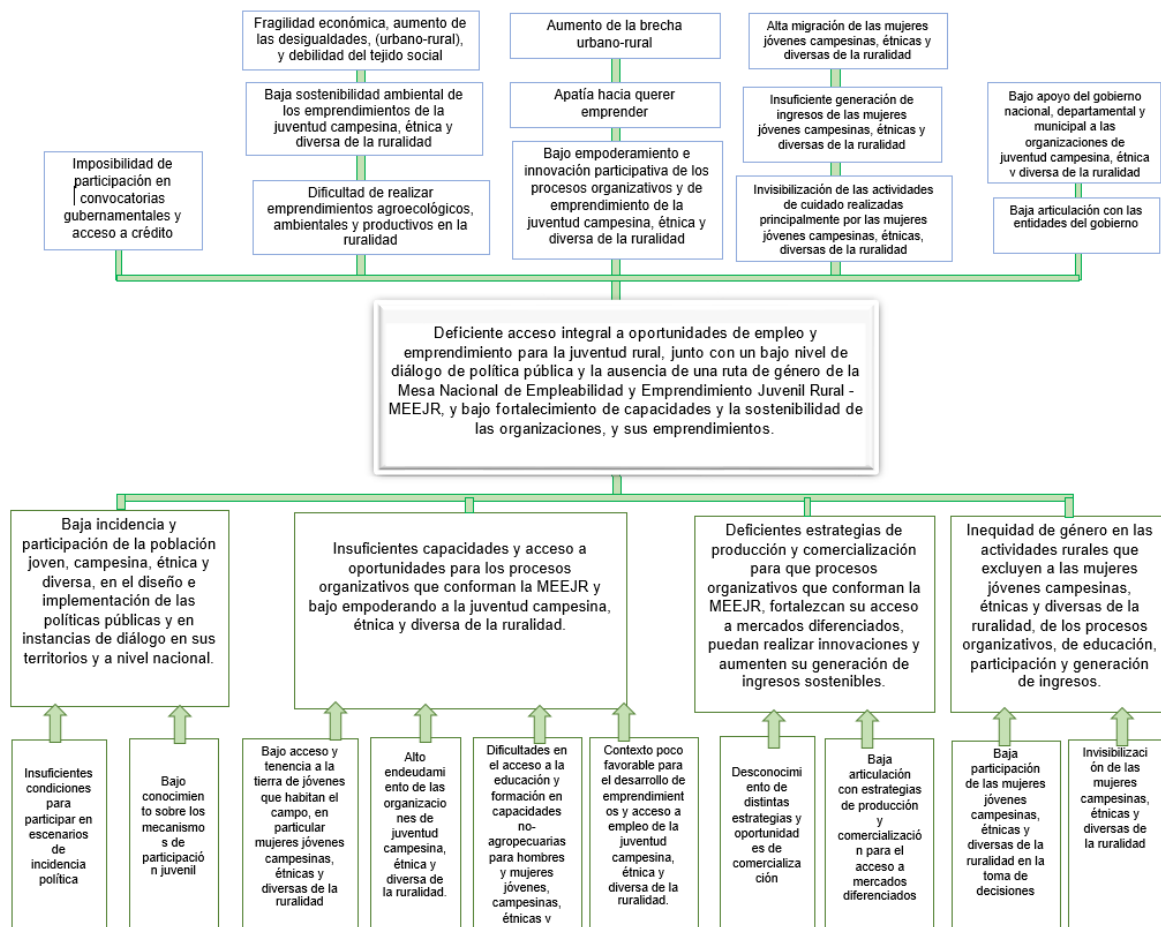 Fragilidad económica, aumento de
las desigualdades, (urbano-rural),
y debilidad del tejido social
Aumento de la brecha
urbano-rural
Alta migración de las mujeres
jóvenes campesinas, étnicas y
diversas de la ruralidad
Baja sostenibilidad ambiental de
los emprendimientos de la
juventud campesina, étnica y
diversa de la ruralidad
Apatía hacia querer
emprender
Insuficiente generación de
ingresos de las mujeres
jóvenes campesinas, étnicas y
diversas de la ruralidad
Bajo apoyo del gobierno
nacional, departamental y
municipal a las
organizaciones de
juventud campesina, étnica
y diversa de la ruralidad
Imposibilidad de
participación en
convocatorias
gubernamentales y
acceso a crédito
Dificultad de realizar
emprendimientos agroecológicos,
ambientales y productivos en la
ruralidad
Bajo empoderamiento e
innovación participativa de los
procesos organizativos y de
emprendimiento de la
juventud campesina, étnica y
diversa de la ruralidad
Invisibilización de las actividades
de cuidado realizadas
principalmente por las mujeres
jóvenes campesinas, étnicas,
diversas de la ruralidad
Baja articulación con las
entidades del gobierno
Deficiente acceso integral a oportunidades de empleo y
emprendimiento para la juventud rural, junto con un bajo nivel de
diálogo de política pública y la ausencia de una ruta de género de la
Mesa Nacional de Empleabilidad y Emprendimiento Juvenil Rural -
MEEJR, y bajo fortalecimiento de capacidades y la sostenibilidad de
las organizaciones, y sus emprendimientos.
Baja incidencia y
participación de la población
joven, campesina, étnica y
diversa, en el diseño e
implementación de las
políticas públicas y en
instancias de diálogo en sus
territorios y a nivel nacional.
Insuficientes capacidades y acceso a
oportunidades para los procesos
organizativos que conforman la MEEJR y
bajo empoderando a la juventud campesina,
étnica y diversa de la ruralidad.
Deficientes estrategias de
producción y comercialización
para que procesos
organizativos que conforman la
MEEJR, fortalezcan su acceso
a mercados diferenciados,
puedan realizar innovaciones y
aumenten su generación de
ingresos sostenibles.
Inequidad de género en las
actividades rurales que
excluyen a las mujeres
jóvenes campesinas,
étnicas y diversas de la
ruralidad, de los procesos
organizativos, de educación,
participación y generación
de ingresos.
Insuficientes
condiciones
para
participar en
escenarios
de
incidencia
política
Bajo
conocimie
nto sobre los
mecanismo
s de
participació
n juvenil
Bajo acceso y
tenencia a la
tierra de jóvenes
que habitan el
campo, en
particular
mujeres jóvenes
campesinas,
étnicas y
diversas de la
ruralidad
Alto
endeudami
ento de las
organizacio
nes de
juventud
campesina,
étnica y
diversa de
la ruralidad.
Dificultades en
el acceso a la
educación y
formación en
capacidades
no-
agropecuarias
para hombres
y mujeres
jóvenes,
campesinas,
étnicas y
Contexto poco
favorable para
el desarrollo de
emprendimient
os y acceso a
empleo de la
juventud
campesina,
étnica y
diversa de la
ruralidad.
Desconocimi
ento de
distintas
estrategias y
oportunidad
es de
comercializa
ción
Baja
articulación
con estrategias
de producción
y
comercializació
n para el
acceso a
mercados
diferenciados
Baja
participación
de las mujeres
jóvenes
campesinas,
étnicas y
diversas de la
ruralidad en la
toma de
decisiones
Invisibilizaci
ón de las
mujeres
campesinas,
étnicas y
diversas de
la ruralidad